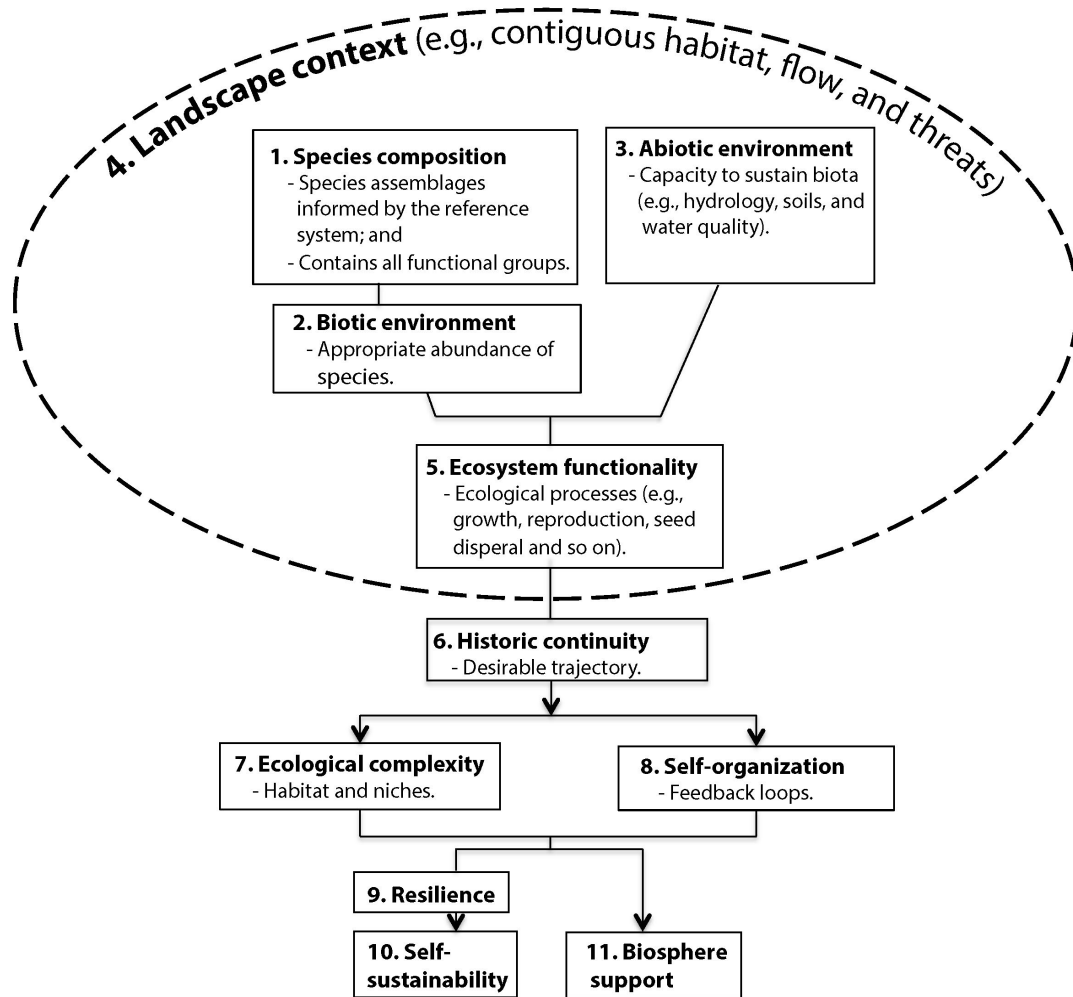 4. Landscape context (e.g., contiguous habitat, flow, and threats)
1. Species composition
- Species assemblages
informed by the reference
system; and
- Contains all functional groups.
3. Abiotic environment
- Capacity to sustain biota
(e.g., hydrology, soils, and
water quality).
2. Biotic environment
- Appropriate abundance of
species.
5. Ecosystem functionality
- Ecological processes (e.g.,
growth, reproduction, seed
disperal and so on).
6. Historic continuity
- Desirable trajectory.
7. Ecological complexity
- Habitat and niches.
8. Self-organization
- Feedback loops.
9. Resilience
10. Self-
sustainability
11. Biosphere
support